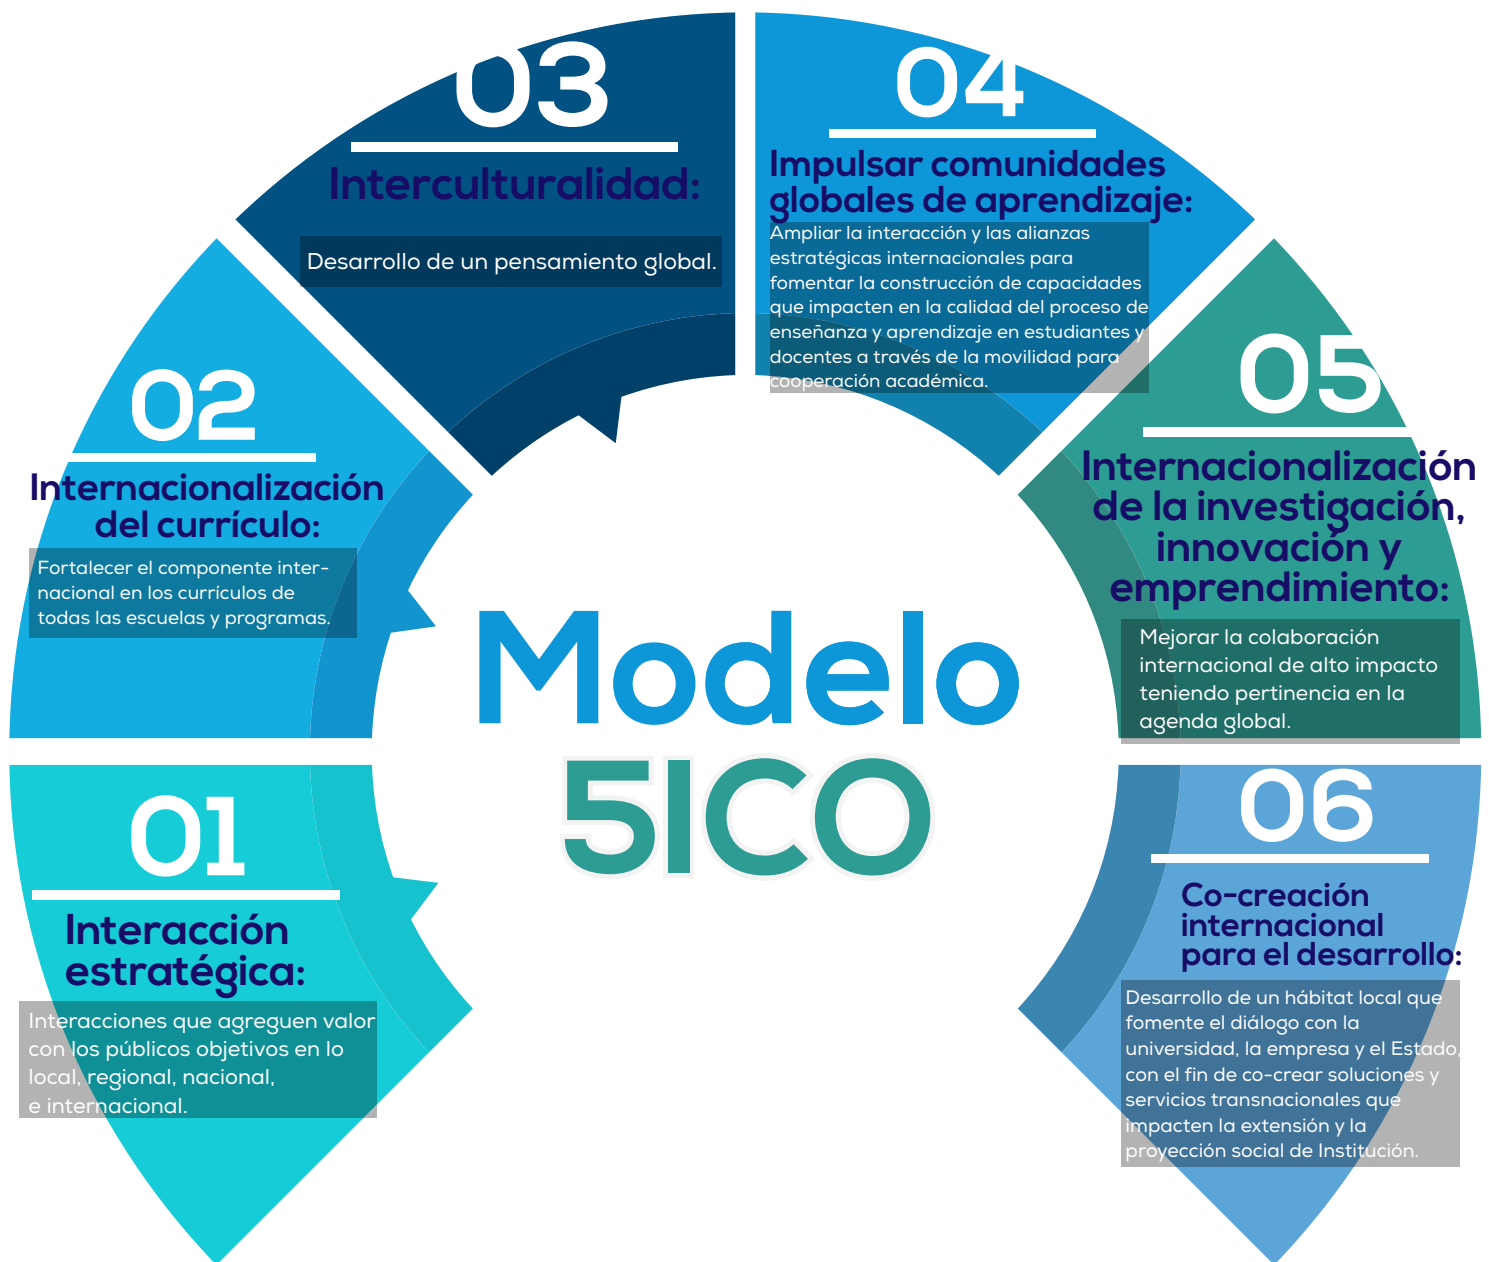 01
Interacción
estratégica:
Interacciones que agreguen valor
con los públicos objetivos en lo
local, regional, nacional,
e internacional.
02
Internacionalización
del currículo:
Fortalecer el componente inter-
nacional en los currículos de
todas las escuelas y programas.
03
Interculturalidad:
Desarrollo de un pensamiento global.
04
Impulsar comunidades
globales de aprendizaje:
Ampliar la interacción y las alianzas
estratégicas internacionales para
fomentar la construcción de capacidades
que impacten en la calidad del proceso de
enseñanza y aprendizaje en estudiantes y
docentes a través de la movilidad para
cooperación académica.
05
Internacionalización
de la investigación,
innovación y
emprendimiento:
Mejorar la colaboración
internacional de alto impacto
teniendo pertinencia en la
agenda global.
06
Co-creación
internacional
para el desarrollo:
Desarrollo de un hábitat local que
fomente el diálogo con la
universidad, la empresa y el Estado,
con el fin de co-crear soluciones y
servicios transnacionales que
impacten la extensión y la
proyección social de Institución.
Modelo
5ICO